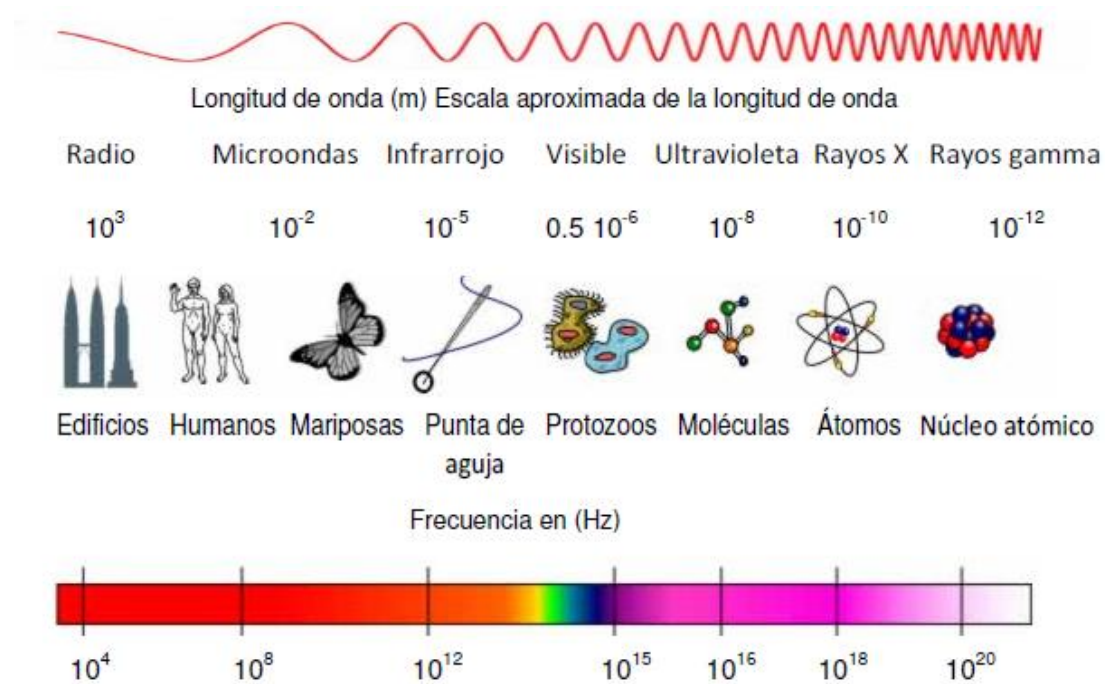 Longitud de onda (m) Escala aproximada de la longitud de onda
Radio Microondas Infrarrojo Visible Ultravioleta Rayos X Rayos gamma
10³ 10⁻² 10⁻⁵ 0.5 10⁻⁶ 10⁻⁸ 10⁻¹⁰ 10⁻¹²
Edificios Humanos Mariposas Punta de Protozoos Moléculas Átomos Núcleo atómico
aguja
Frecuencia en (Hz)
10⁴ 10⁸ 10¹² 10¹⁵ 10¹⁶ 10¹⁸ 10²⁰